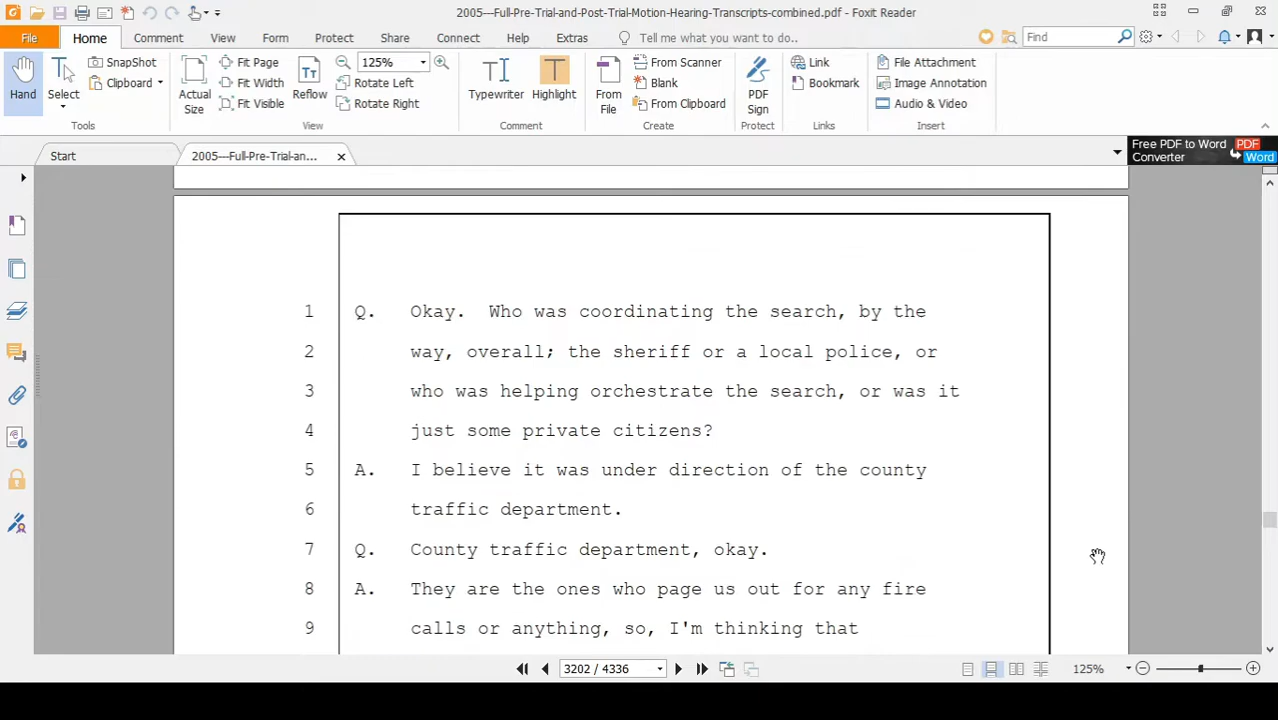 2005---Full-Pre-Trial-and-Post-Trial-Motion-Hearing-Transcripts-combined.pdf - Foxit Reader
File Home Comment View Form Protect Share Connect Help Extras Tell me what you want to do.. Find
Hand
Select
SnapShot
Clipboard
Tools
Actual Size
Fit Page
Fit Width
Fit Visible
Reflow
125%
Rotate Left
Rotate Right
View
Typewriter
Highlight
Comment
From File
From Scanner
Blank
From Clipboard
Create
PDF Sign
Protect
Link
Bookmark
Links
File Attachment
Image Annotation
Audio & Video
Insert
Start
2005---Full-Pre-Trial-an...
Free PDF to Word Converter
PDF
Word
1 Q. Okay. Who was coordinating the search, by the
2 way, overall; the sheriff or a local police, or
3 who was helping orchestrate the search, or was it
4 just some private citizens?
5 A. I believe it was under direction of the county
6 traffic department.
7 Q. County traffic department, okay.
8 A. They are the ones who page us out for any fire
9 calls or anything, so, I'm thinking that
3202 / 4336
125%